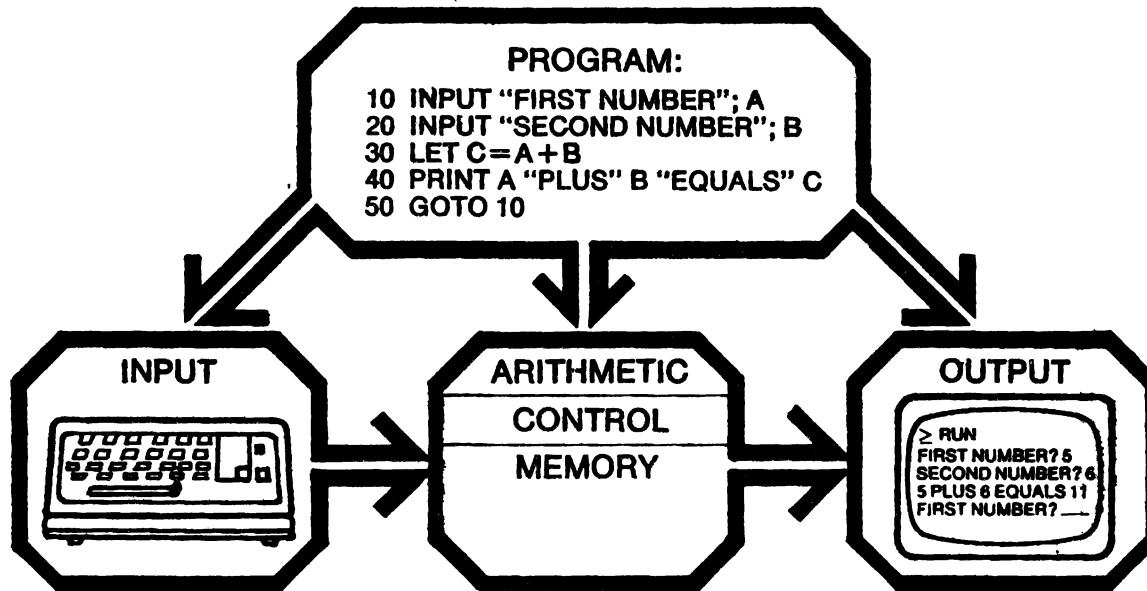 PROGRAM:
10 INPUT “FIRST NUMBER”; A
20 INPUT “SECOND NUMBER”; B
30 LET C=A+B
40 PRINT A “PLUS” B “EQUALS” C
50 GOTO 10
INPUT
ARITHMETIC
CONTROL
MEMORY
OUTPUT
≥ RUN
FIRST NUMBER? 5
SECOND NUMBER? 6
5 PLUS 6 EQUALS 11
FIRST NUMBER? __